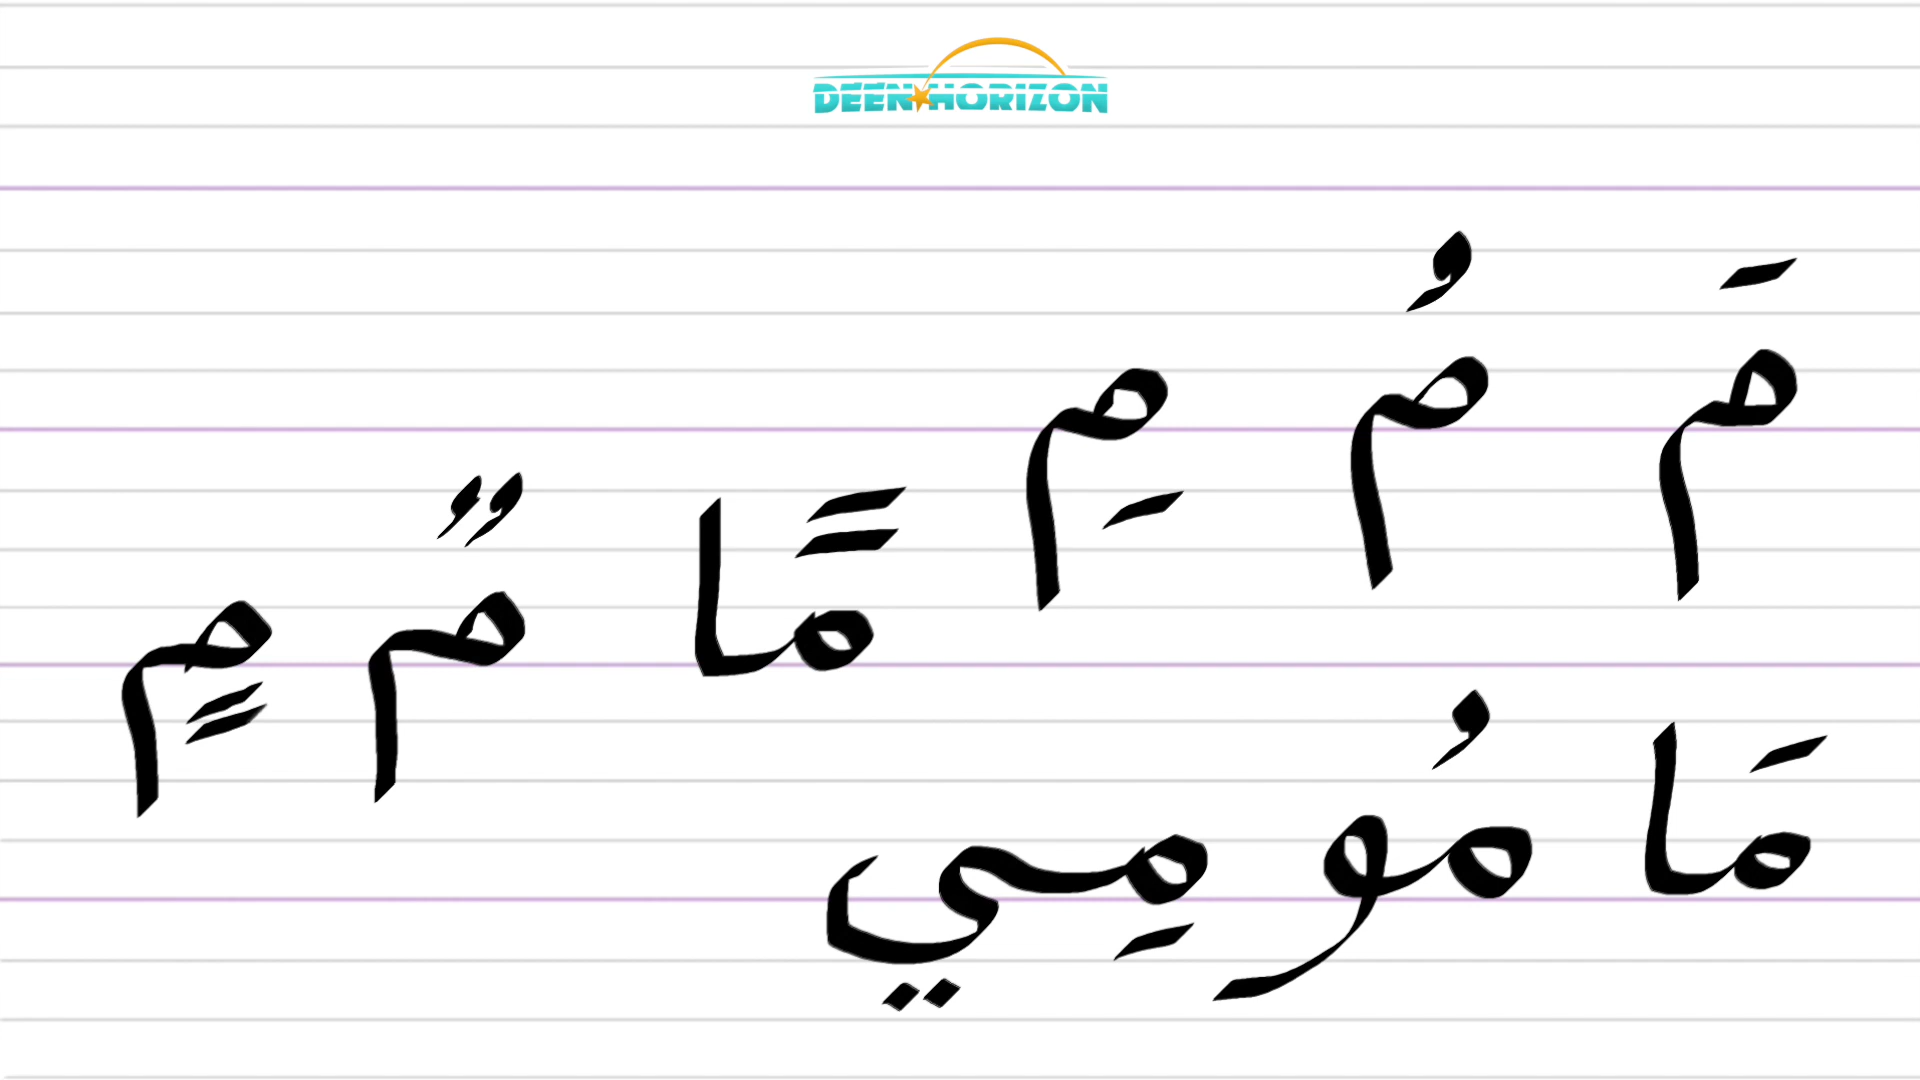 DEEN HORIZON
مَ مُ مِ مًا مٌ مٍ
مَا مُو مِي